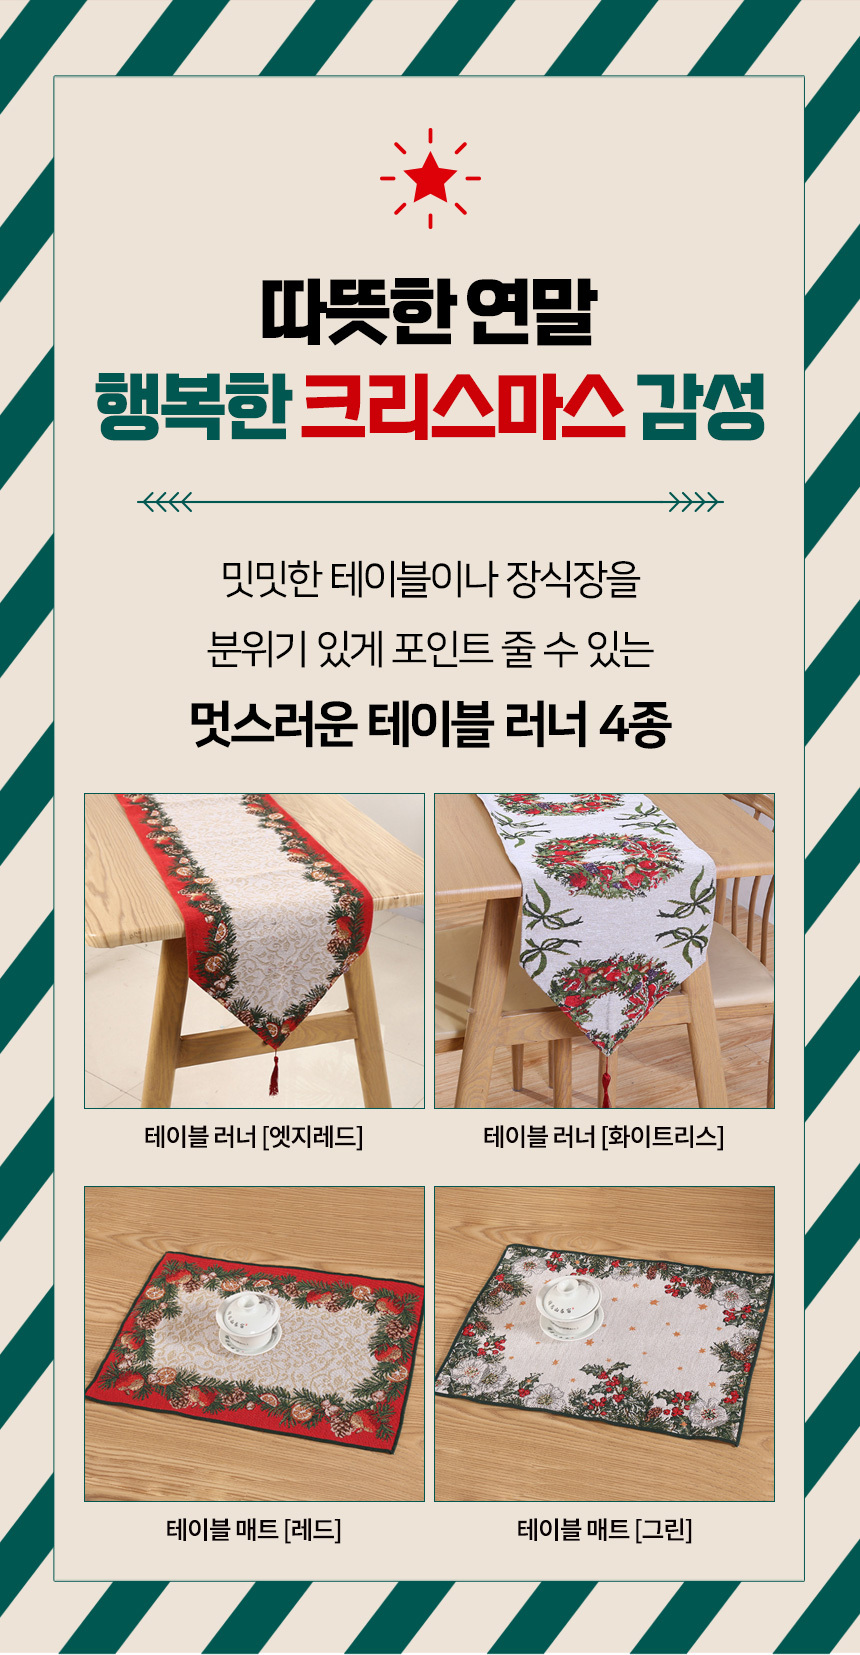 따뜻한 연말
행복한 크리스마스 감성
밋밋한 테이블이나 장식장을
분위기 있게 포인트 줄 수 있는
멋스러운 테이블 러너 4종
테이블 러너 [엣지레드]
테이블 러너 [화이트리스]
테이블 매트 [레드]
테이블 매트 [그린]